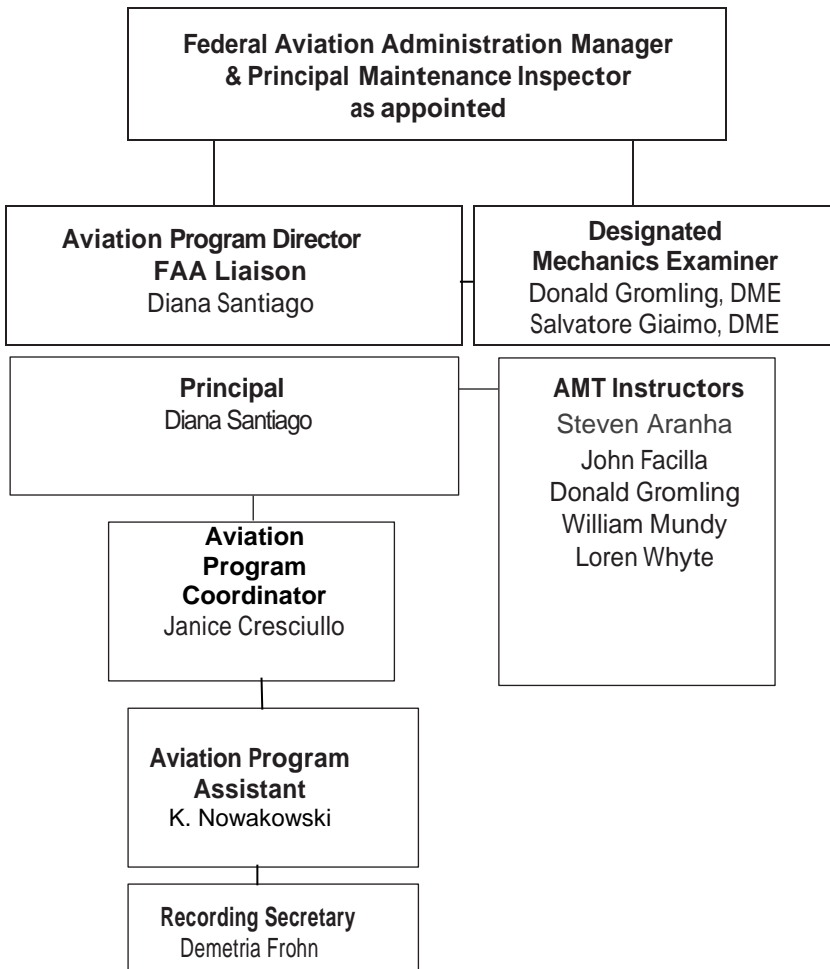 Federal Aviation Administration Manager
& Principal Maintenance Inspector
as appointed
Aviation Program Director
FAA Liaison
Diana Santiago
Designated
Mechanics Examiner
Donald Gromling, DME
Salvatore Giaimo, DME
Principal
Diana Santiago
AMT Instructors
Steven Aranha
John Facilla
Donald Gromling
William Mundy
Loren Whyte
Aviation
Program
Coordinator
Janice Cresciullo
Aviation Program
Assistant
K. Nowakowski
Recording Secretary
Demetria Frohn